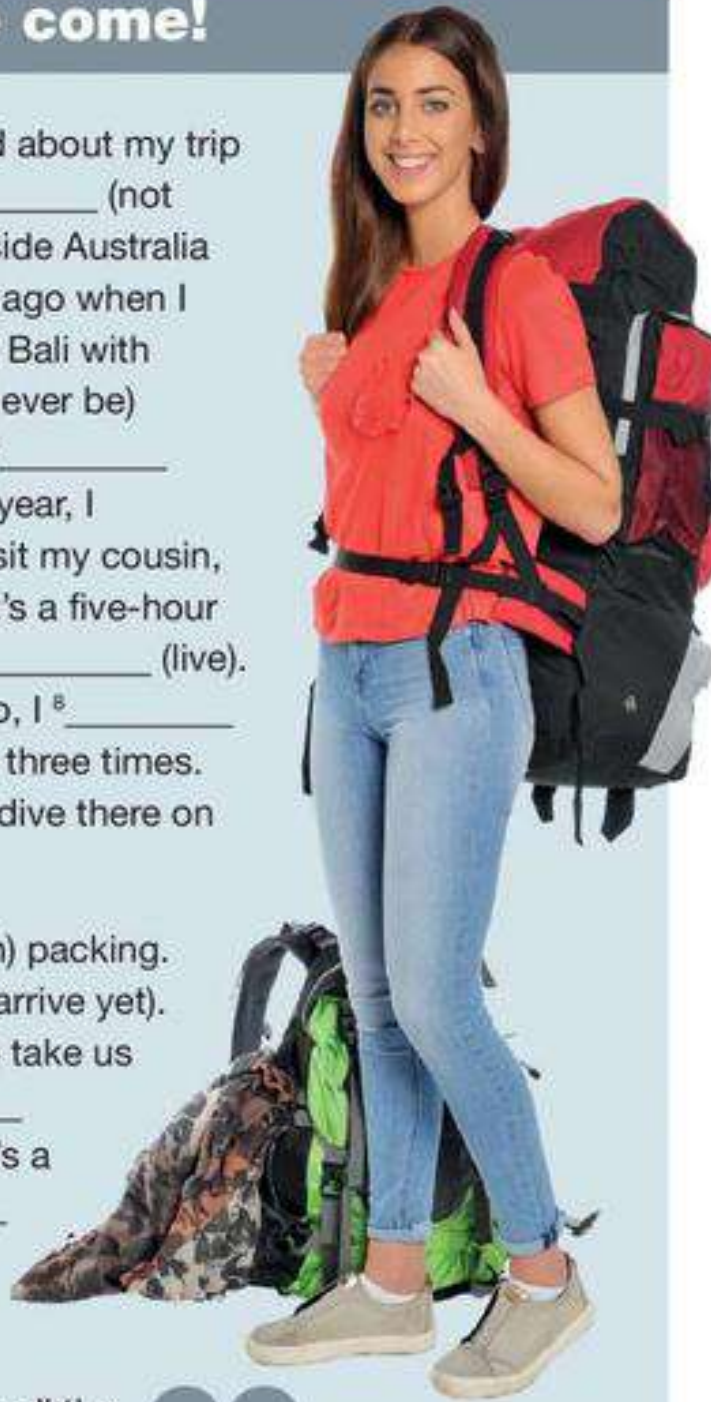 come!
about my trip
(not
side Australia
ago when I
Bali with
ever be)
year, I
sit my cousin,
's a five-hour
(live).
o, I 8
three times.
dive there on
) packing.
arrive yet).
take us
's a